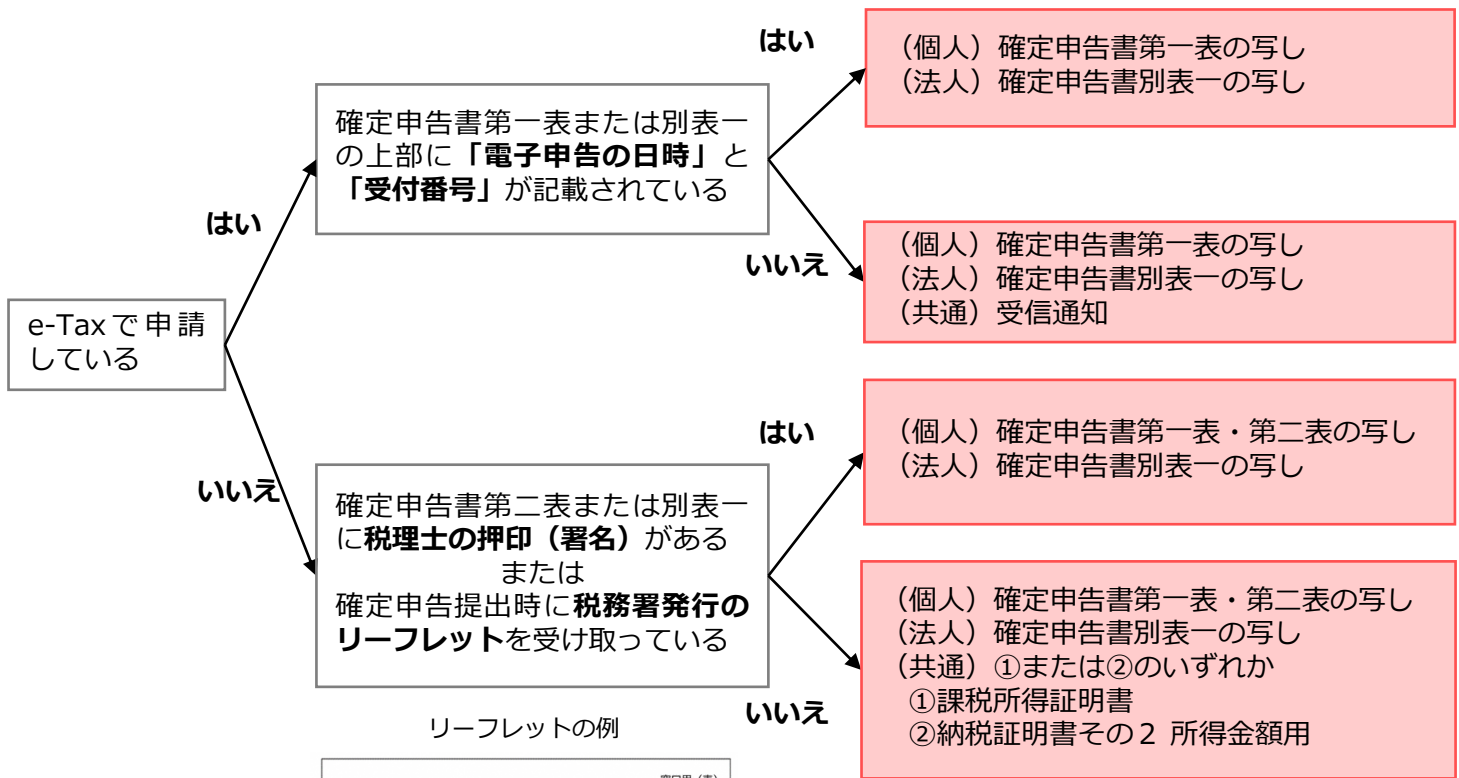 e-Taxで申請
している
はい
確定申告書第一表または別表一
の上部に「電子申告の日時」と
「受付番号」が記載されている
はい
（個人）確定申告書第一表の写し
（法人）確定申告書別表一の写し
いいえ
（個人）確定申告書第一表の写し
（法人）確定申告書別表一の写し
（共通）受信通知
いいえ
確定申告書第二表または別表一
に税理士の押印（署名）がある
または
確定申告提出時に税務署発行の
リーフレットを受け取っている
はい
（個人）確定申告書第一表・第二表の写し
（法人）確定申告書別表一の写し
いいえ
（個人）確定申告書第一表・第二表の写し
（法人）確定申告書別表一の写し
（共通）①または②のいずれか
①課税所得証明書
②納税証明書その２ 所得金額用
リーフレットの例